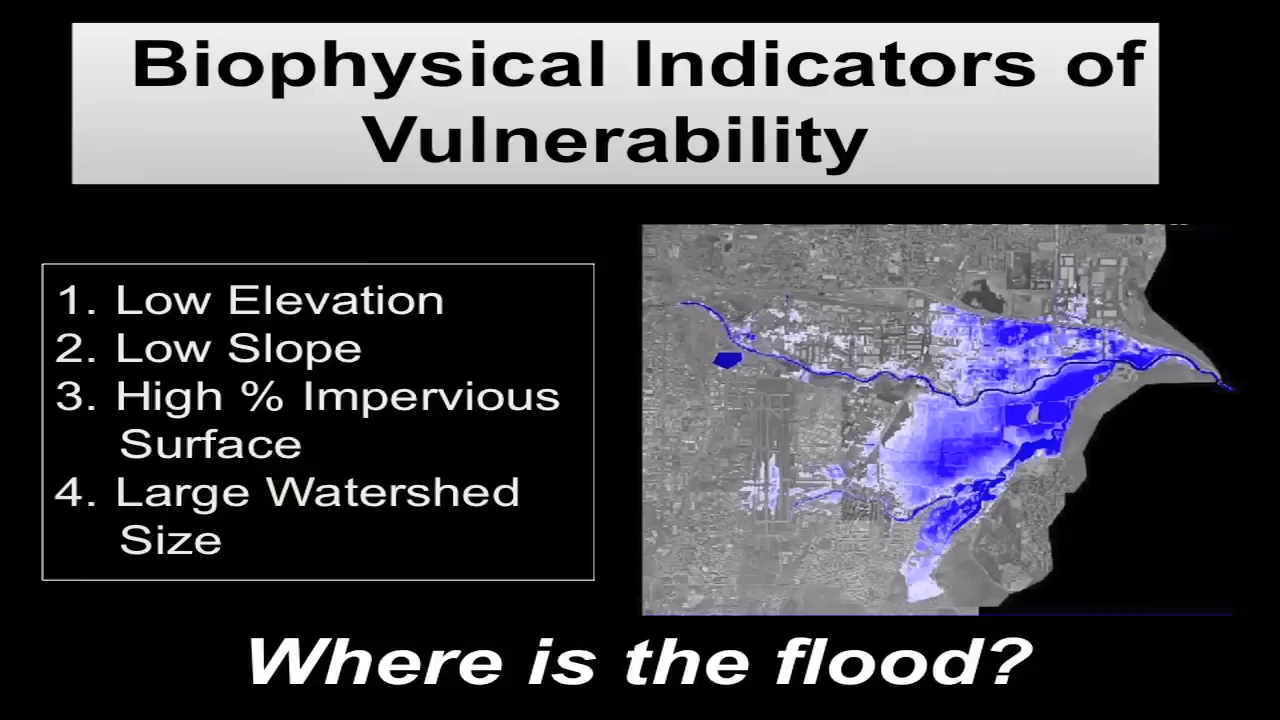 Biophysical Indicators of
Vulnerability
1. Low Elevation
2. Low Slope
3. High % Impervious
Surface
4. Large Watershed
Size
Where is the flood?